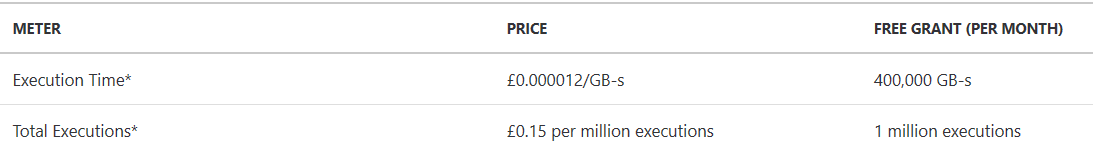 METER PRICE FREE GRANT (PER MONTH)
Execution Time* £0.000012/GB-s 400,000 GB-s
Total Executions* £0.15 per million executions 1 million executions